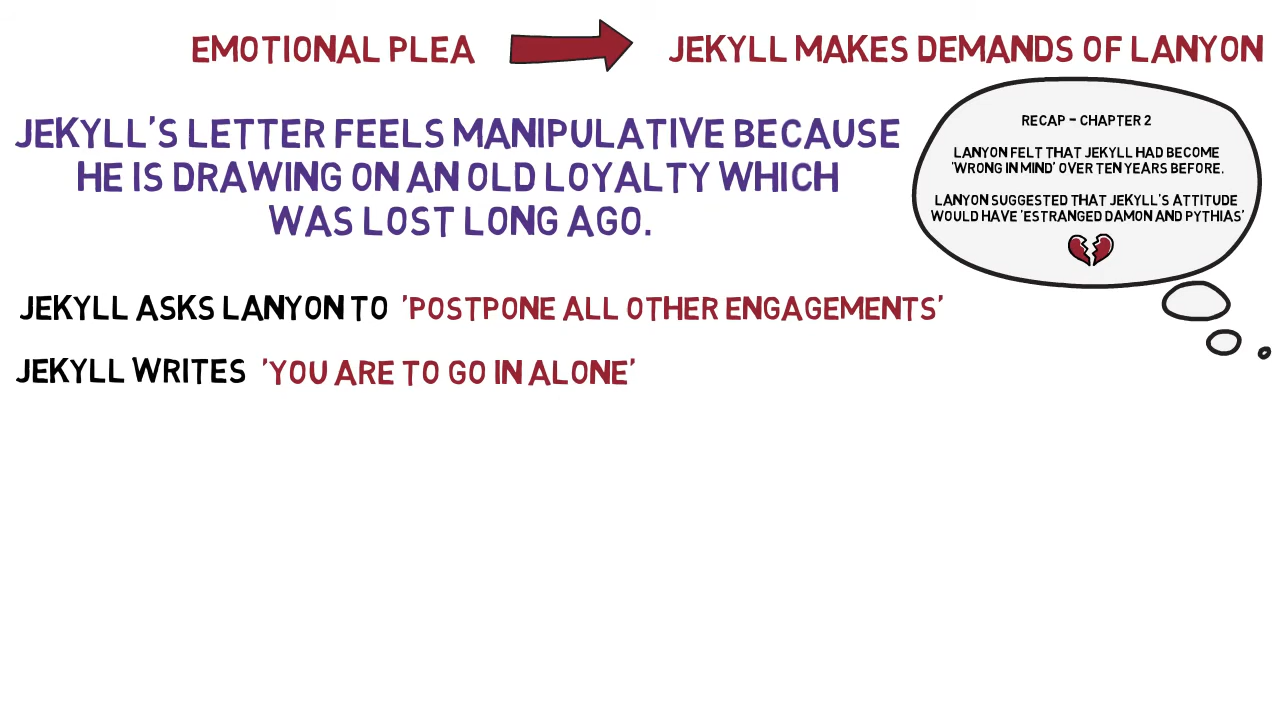 EMOTIONAL PLEA
JEKYLL MAKES DEMANDS OF LANYON
JEKYLL'S LETTER FEELS MANIPULATIVE BECAUSE
HE IS DRAWING ON AN OLD LOYALTY WHICH
WAS LOST LONG AGO.
RECAP – CHAPTER 2
LANYON FELT THAT JEKYLL HAD BECOME
'WRONG IN MIND' OVER TEN YEARS BEFORE.
LANYON SUGGESTED THAT JEKYLL'S ATTITUDE
WOULD HAVE 'ESTRANGED DAMON AND PYTHIAS'
JEKYLL ASKS LANYON TO 'POSTPONE ALL OTHER ENGAGEMENTS'
JEKYLL WRITES 'YOU ARE TO GO IN ALONE'